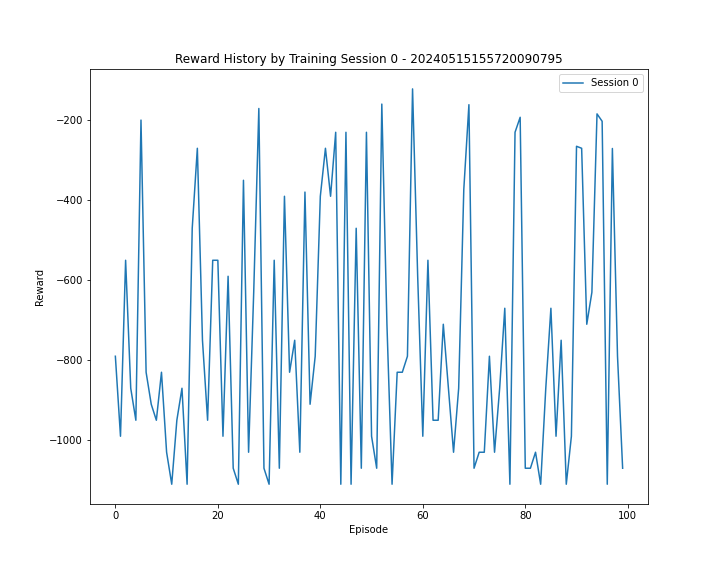 Reward History by Training Session 0 - 20240515155720090795
Session 0
−200
−400
−600
−800
−1000
Reward
0
20
40
60
80
100
Episode